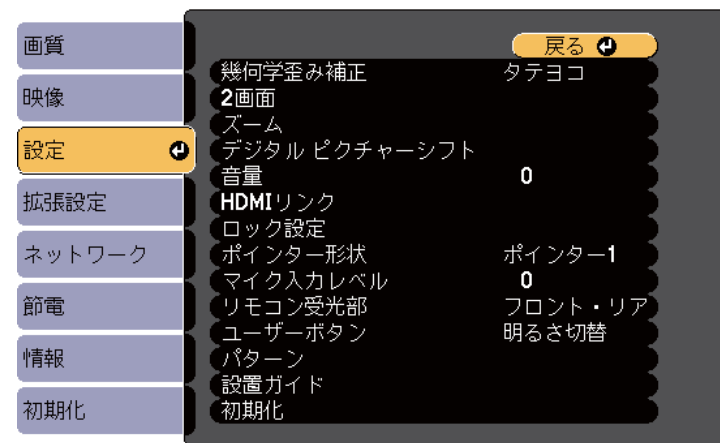 画質
映像
設定
拡張設定
ネットワーク
節電
情報
初期化
戻る
幾何学歪み補正 タテヨコ
2画面
ズーム
デジタル ピクチャーシフト
音量 0
HDMIリンク
ロック設定
ポインター形状 ポインター1
マイク入力レベル 0
リモコン受光部 フロント・リア
ユーザーボタン 明るさ切替
パターン
設置ガイド
初期化